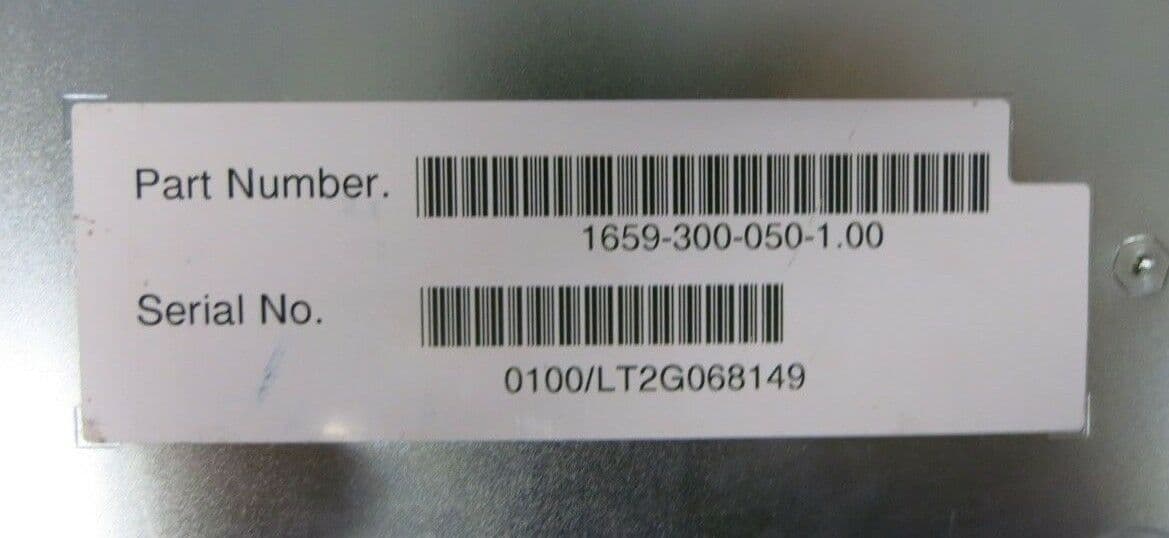 Part Number.
1659-300-050-1.00
Serial No.
0100/LT2G068149